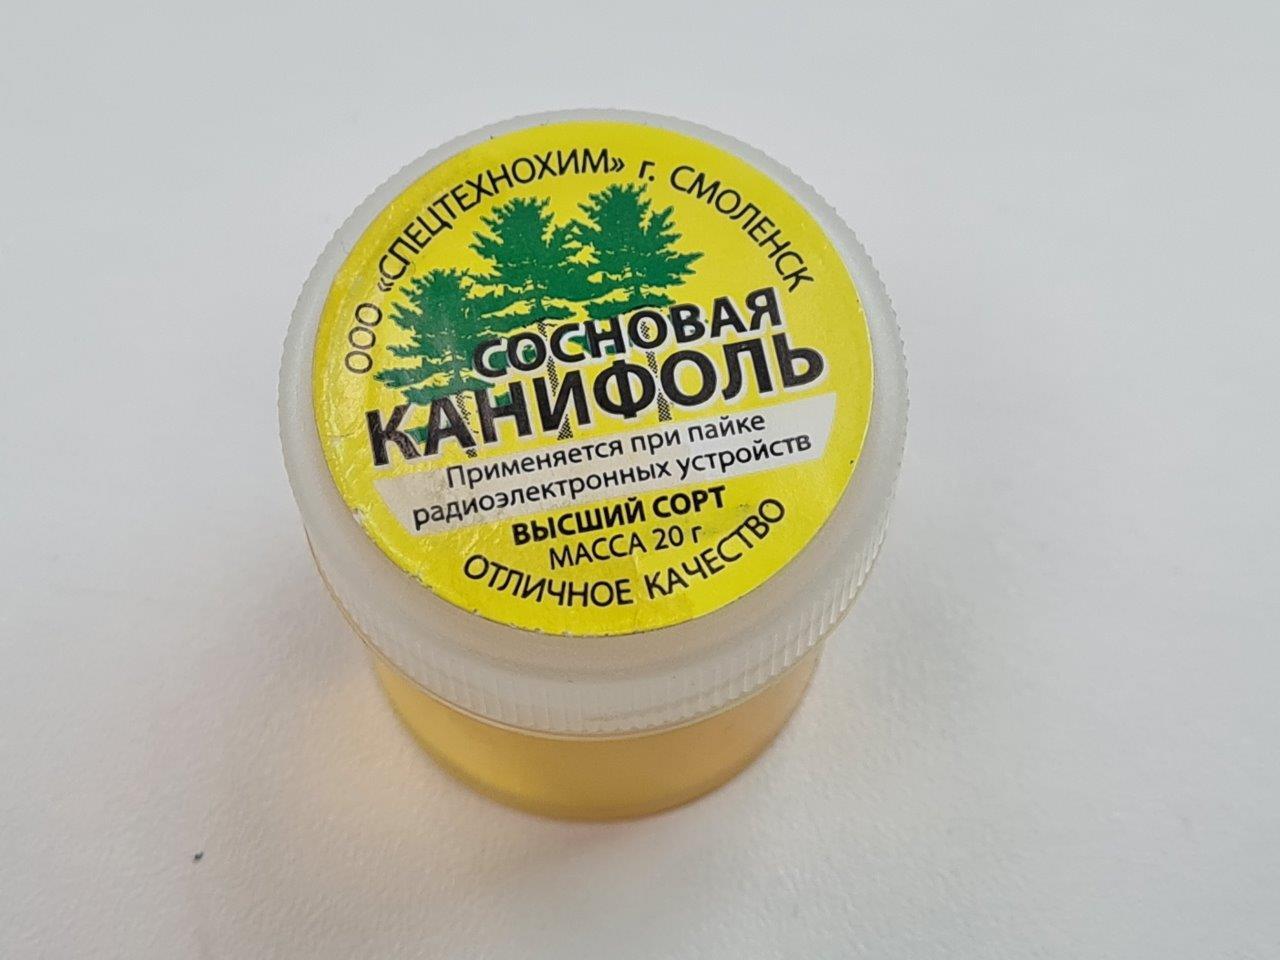 ООО «СПЕЦТЕХНОХИМ» г. СМОЛЕНСК
СОСНОВАЯ
КАНИФОЛЬ
Применяется при пайке
радиоэлектронных устройств
ВЫСШИЙ СОРТ
МАССА 20 г
ОТЛИЧНОЕ КАЧЕСТВО